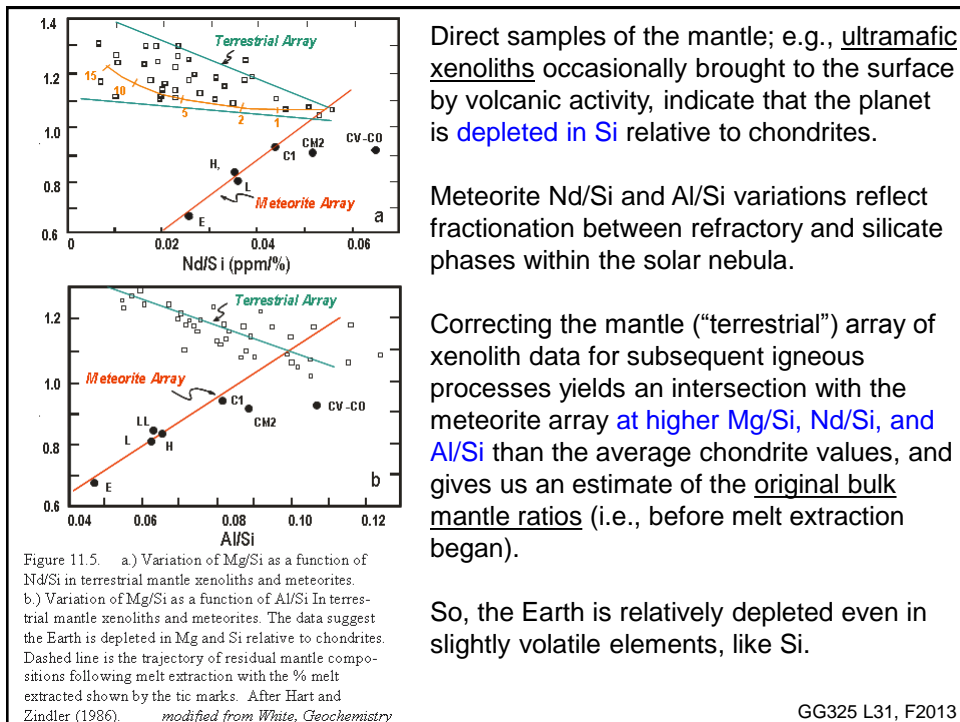 1.4
1.2
1.0
0.8
0.6
0
0.02
0.04
0.06
Terrestrial Array
15
10
5
2
1
CV-CO
CM2
C1
H,
L
E
Meteorite Array
a
Nd/Si (ppm/%)
1.2
1.0
0.8
0.6
0.04
0.06
0.08
0.10
0.12
Terrestrial Array
Meteorite Array
C1
CM2
CV-CO
LL
L
H
E
b
Al/Si
Figure 11.5. a.) Variation of Mg/Si as a function of
Nd/Si in terrestrial mantle xenoliths and meteorites.
b.) Variation of Mg/Si as a function of Al/Si In terres-
trial mantle xenoliths and meteorites. The data suggest
the Earth is depleted in Mg and Si relative to chondrites.
Dashed line is the trajectory of residual mantle compo-
sitions following melt extraction with the % melt
extracted shown by the tic marks. After Hart and
Zindler (1986). modified from White, Geochemistry
Direct samples of the mantle; e.g., ultramafic
xenoliths occasionally brought to the surface
by volcanic activity, indicate that the planet
is depleted in Si relative to chondrites.
Meteorite Nd/Si and Al/Si variations reflect
fractionation between refractory and silicate
phases within the solar nebula.
Correcting the mantle (“terrestrial”) array of
xenolith data for subsequent igneous
processes yields an intersection with the
meteorite array at higher Mg/Si, Nd/Si, and
Al/Si than the average chondrite values, and
gives us an estimate of the original bulk
mantle ratios (i.e., before melt extraction
began).
So, the Earth is relatively depleted even in
slightly volatile elements, like Si.
GG325 L31, F2013